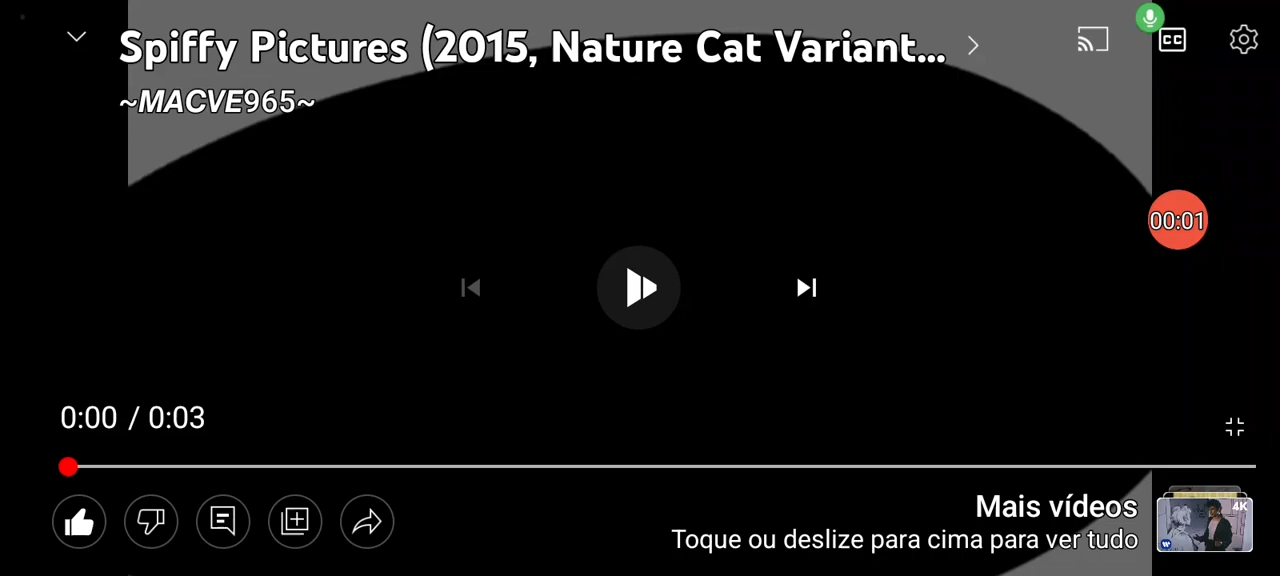 Spiffy Pictures (2015, Nature Cat Variant...
~MACVE965~
CC
00:01
0:00 / 0:03
Mais vídeos
Toque ou deslize para cima para ver tudo
4K